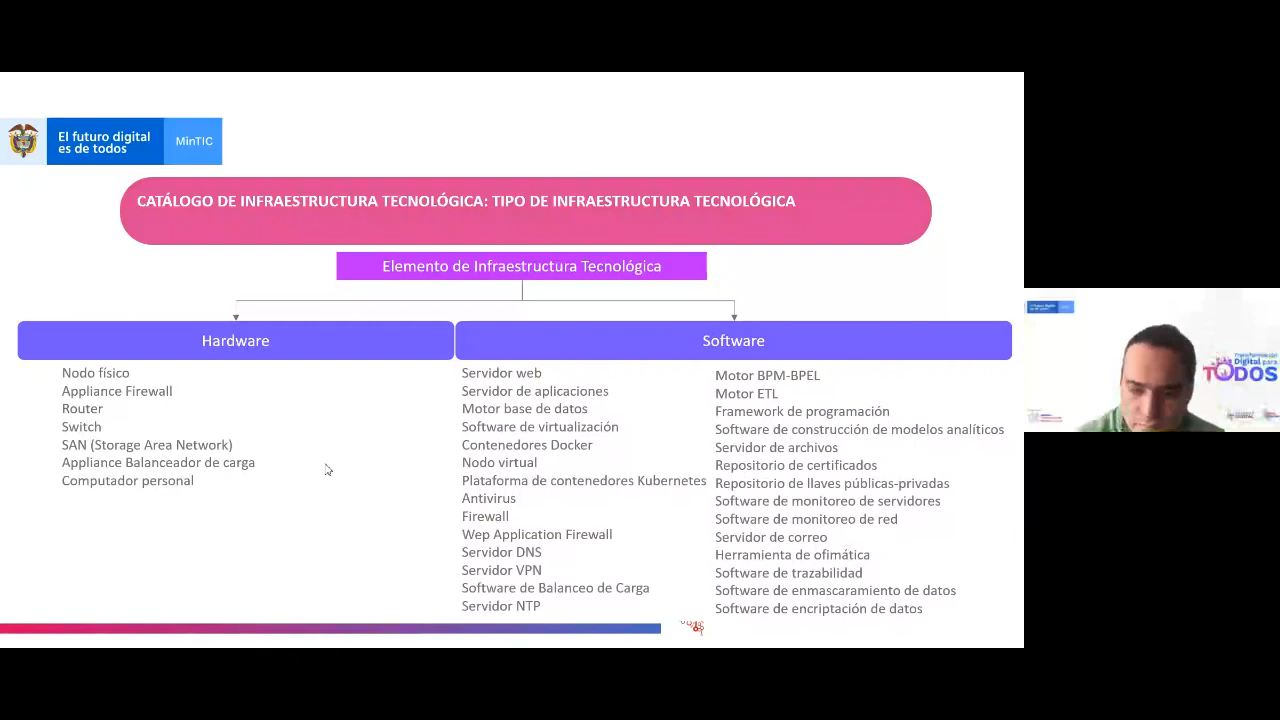 El futuro digital
es de todos
MinTIC
CATÁLOGO DE INFRAESTRUCTURA TECNOLÓGICA: TIPO DE INFRAESTRUCTURA TECNOLÓGICA
Elemento de Infraestructura Tecnológica
Hardware
Nodo físico
Appliance Firewall
Router
Switch
SAN (Storage Area Network)
Appliance Balanceador de carga
Computador personal
Software
Servidor web
Servidor de aplicaciones
Motor base de datos
Software de virtualización
Contenedores Docker
Nodo virtual
Plataforma de contenedores Kubernetes
Antivirus
Firewall
Wep Application Firewall
Servidor DNS
Servidor VPN
Software de Balanceo de Carga
Servidor NTP
Motor BPM-BPEL
Motor ETL
Framework de programación
Software de construcción de modelos analíticos
Servidor de archivos
Repositorio de certificados
Repositorio de llaves públicas-privadas
Software de monitoreo de servidores
Software de monitoreo de red
Servidor de correo
Herramienta de ofimática
Software de trazabilidad
Software de enmascaramiento de datos
Software de encriptación de datos
Digital para
TODOS